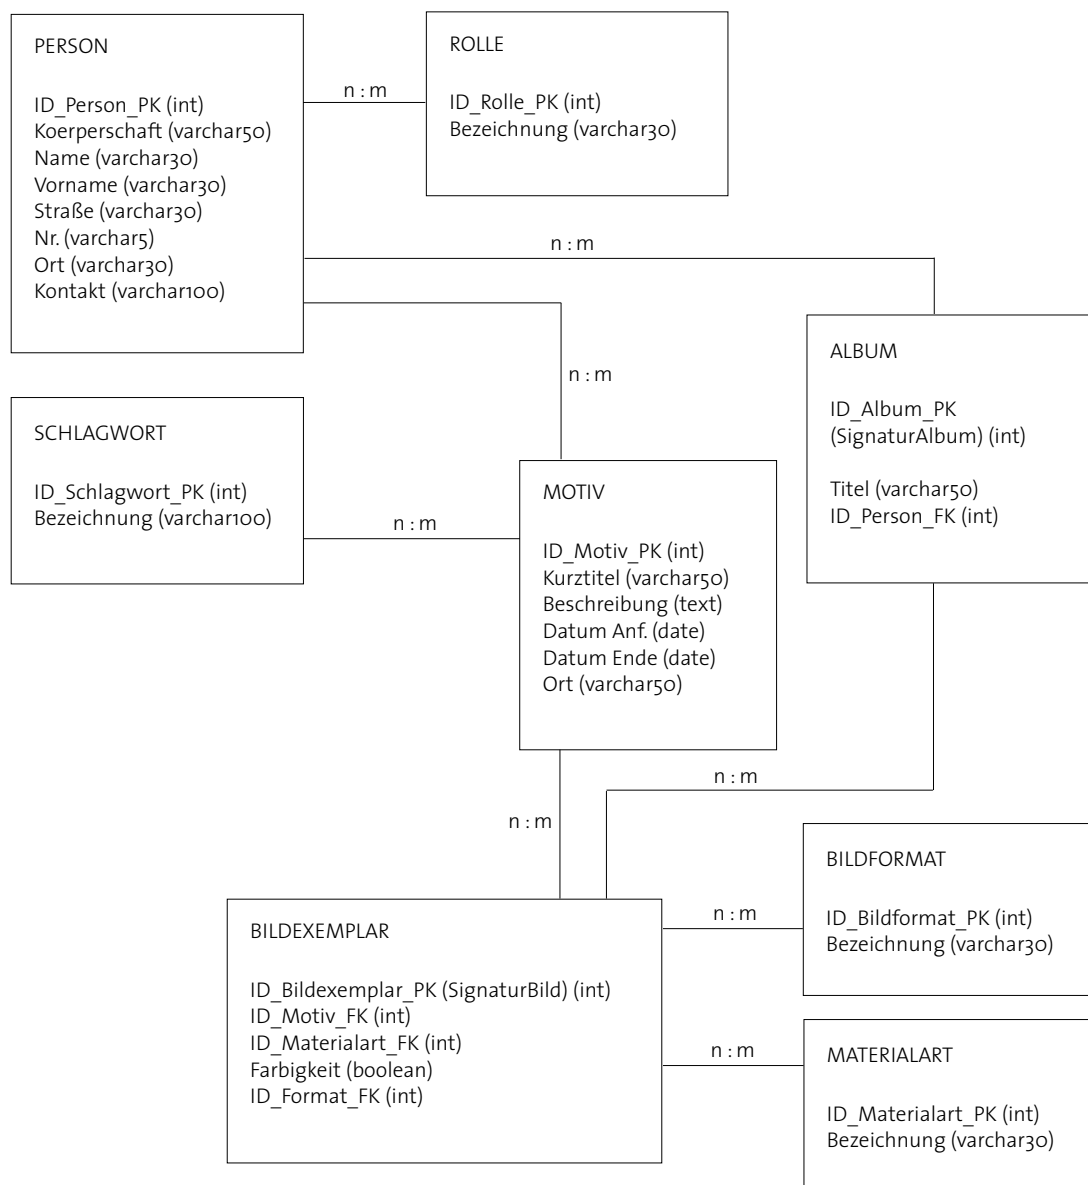 PERSON
ID_Person_PK (int)
Koerperschaft (varchar50)
Name (varchar30)
Vorname (varchar30)
Straße (varchar30)
Nr. (varchar5)
Ort (varchar30)
Kontakt (varchar100)
n : m
ROLLE
ID_Rolle_PK (int)
Bezeichnung (varchar30)
n : m
n : m
ALBUM
ID_Album_PK
(SignaturAlbum) (int)
Titel (varchar50)
ID_Person_FK (int)
SCHLAGWORT
ID_Schlagwort_PK (int)
Bezeichnung (varchar100)
n : m
MOTIV
ID_Motiv_PK (int)
Kurztitel (varchar50)
Beschreibung (text)
Datum Anf. (date)
Datum Ende (date)
Ort (varchar50)
n : m
n : m
BILDEXEMPLAR
ID_Bildexemplar_PK (SignaturBild) (int)
ID_Motiv_FK (int)
ID_Materialart_FK (int)
Farbigkeit (boolean)
ID_Format_FK (int)
n : m
BILDFORMAT
ID_Bildformat_PK (int)
Bezeichnung (varchar30)
n : m
MATERIALART
ID_Materialart_PK (int)
Bezeichnung (varchar30)